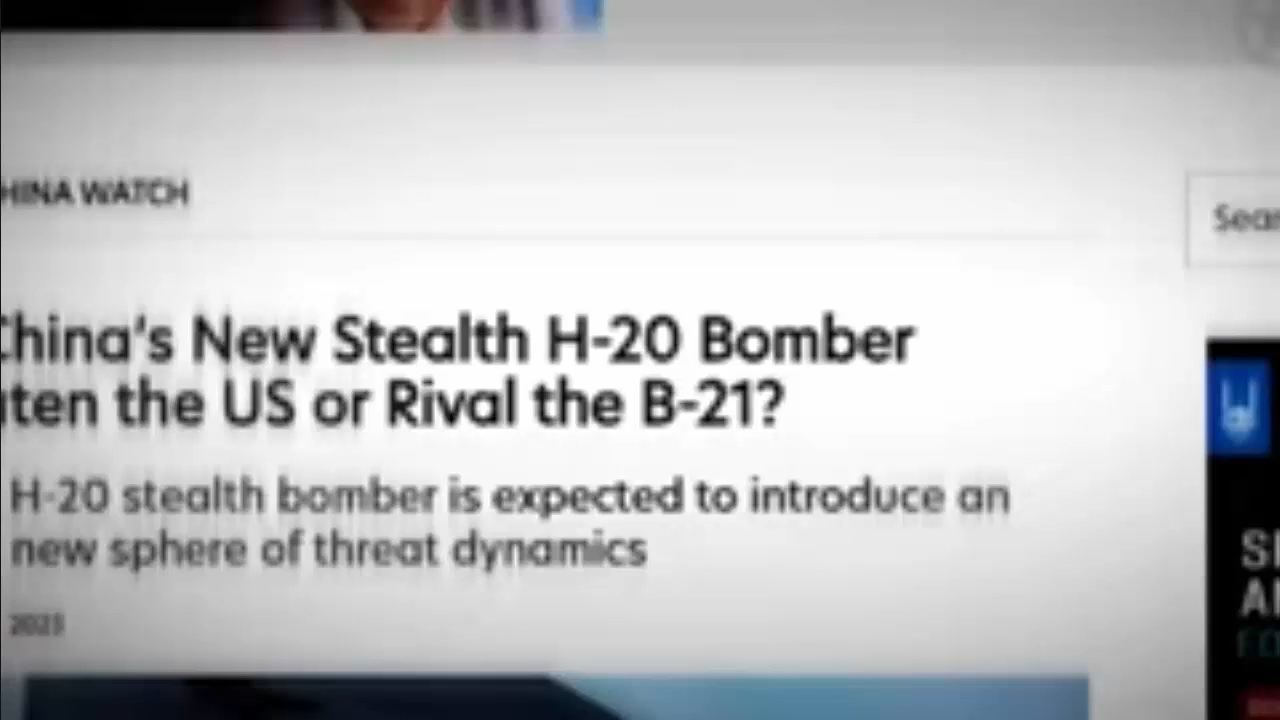 HINA WATCH
Sear
China's New Stealth H-20 Bomber
aten the US or Rival the B-21?
H-20 stealth bomber is expected to introduce an
new sphere of threat dynamics
2023